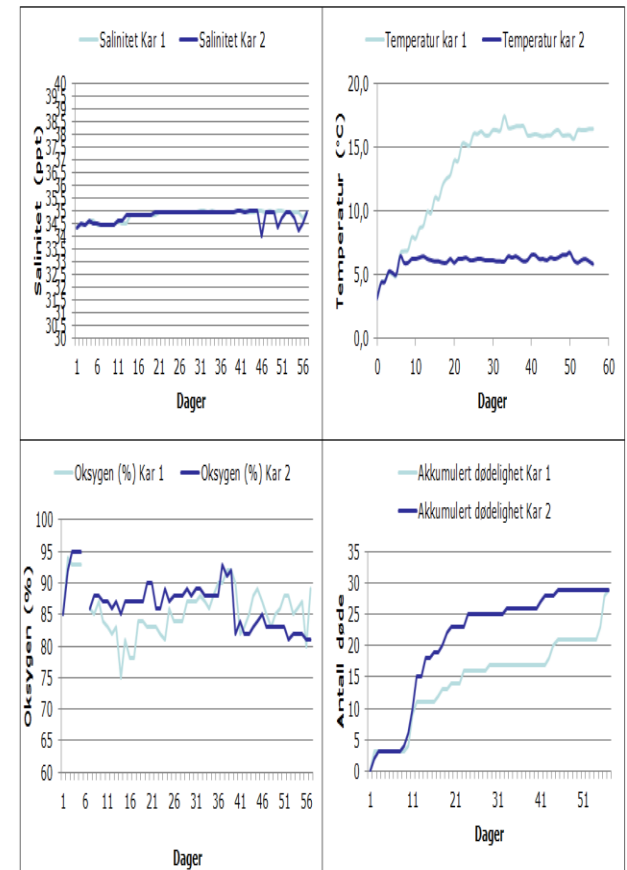 Salinitet Kar 1 Salinitet Kar 2
Salinitet (ppt)
40
39,5
39
38,5
38
37,5
37
36,5
36
35,5
35
34,5
34
33,5
33
32,5
32
31,5
31
30,5
30
1 6 11 16 21 26 31 36 41 46 51 56
Dager
Temperatur kar 1 Temperatur kar 2
Temperatur (°C)
20,0
15,0
10,0
5,0
0,0
0 10 20 30 40 50 60
Dager
Oksygen (%) Kar 1 Oksygen (%) Kar 2
Oksygen (%)
100
95
90
85
80
75
70
65
60
1 6 11 16 21 26 31 36 41 46 51 56
Dager
Akkumulert dødelighet Kar 1
Akkumulert dødelighet Kar 2
Antall døde
35
30
25
20
15
10
5
0
1 11 21 31 41 51
Dager